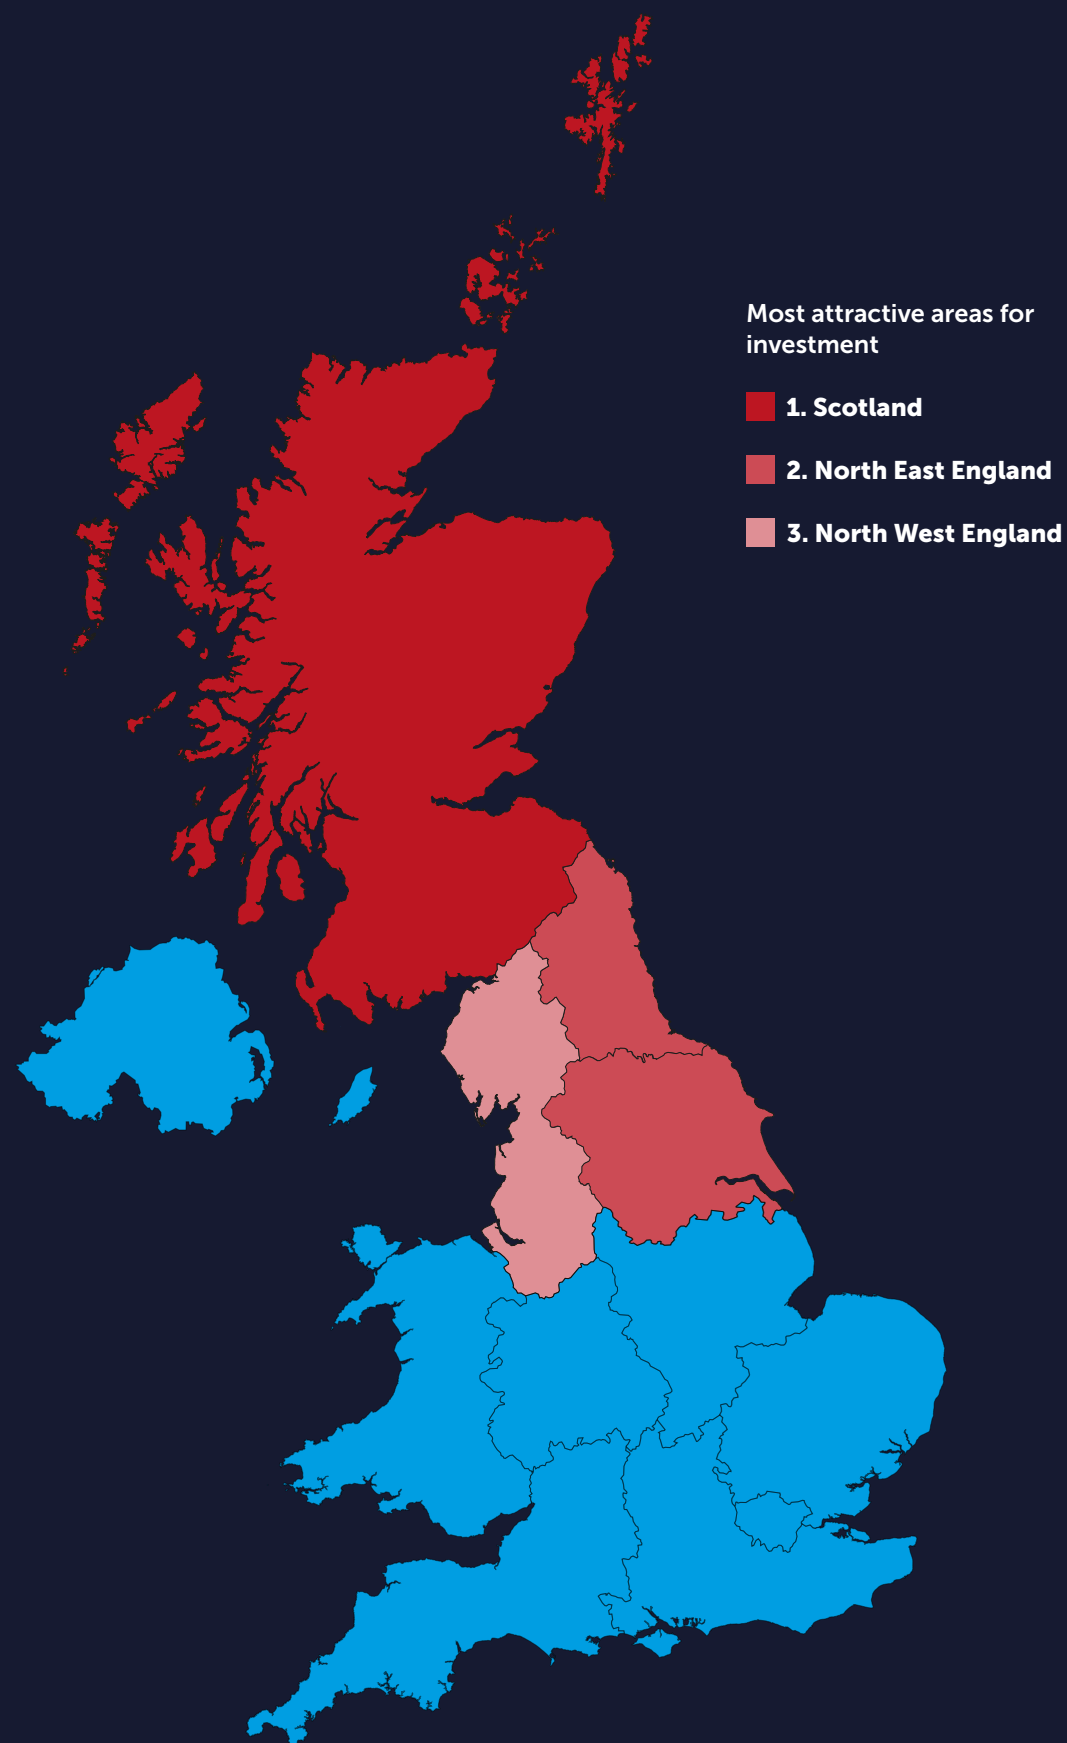 Most attractive areas for
investment
1. Scotland
2. North East England
3. North West England